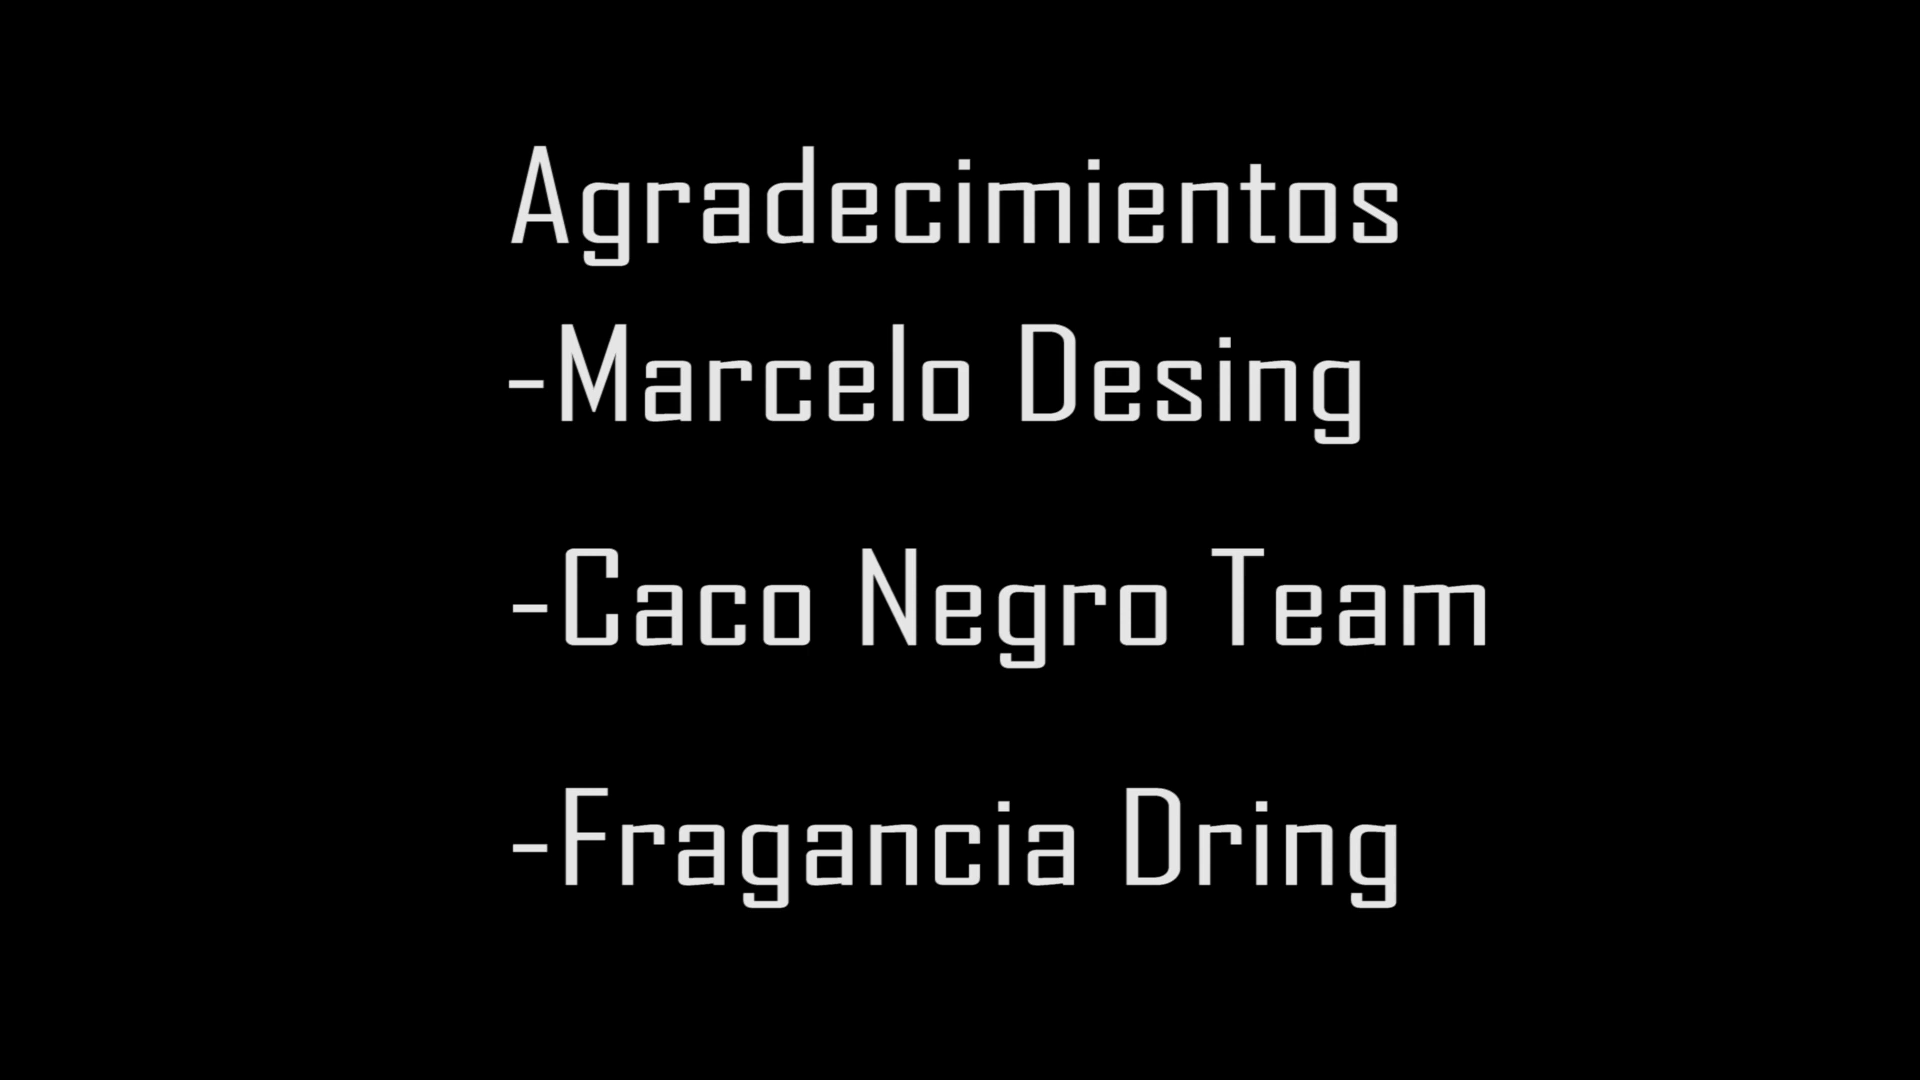 Agradecimientos
-Marcelo Desing
-Caco Negro Team
-Fragancia Dring